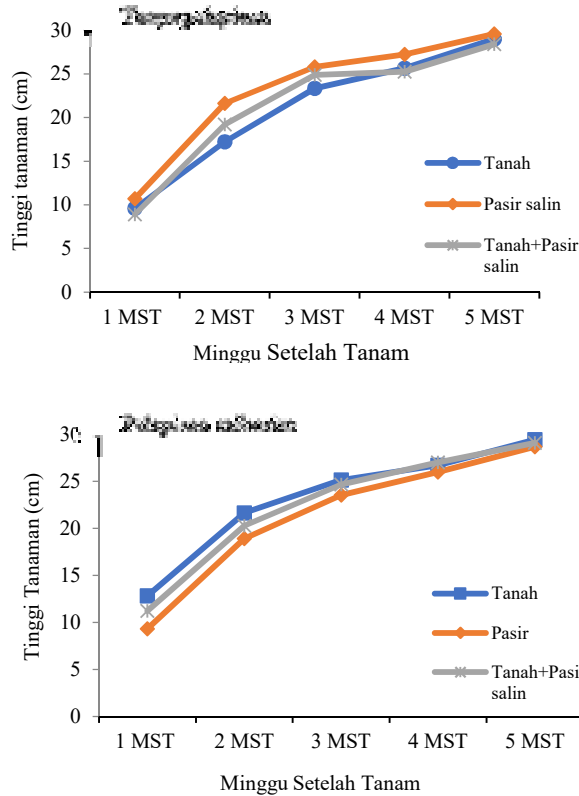 30
25
20
15
10
5
0
Tinggi tanaman (cm)
Tanah
Pasir salin
Tanah+Pasir
salin
1 MST 2 MST 3 MST 4 MST 5 MST
Minggu Setelah Tanam
30
25
20
15
10
5
0
Tinggi Tanaman (cm)
Tanah
Pasir
Tanah+Pasi
salin
1 MST 2 MST 3 MST 4 MST 5 MST
Minggu Setelah Tanam